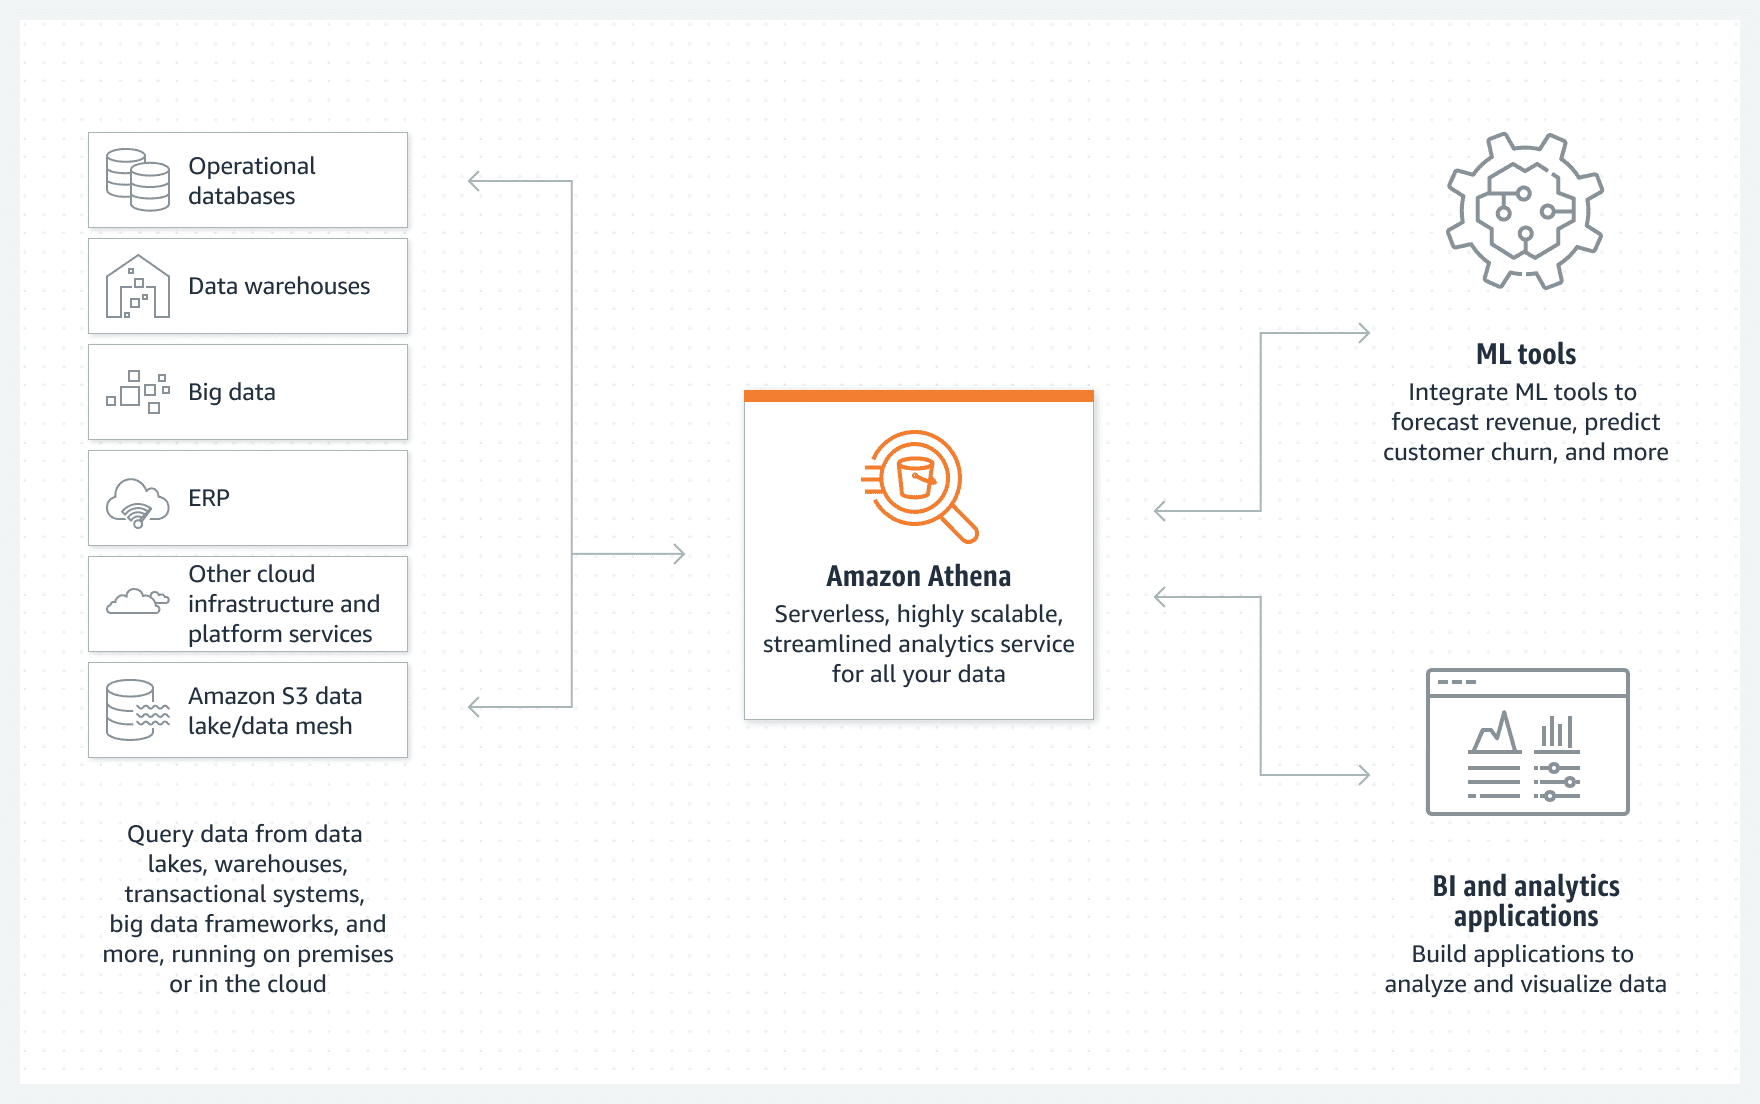 Operational
databases
Data warehouses
Big data
ERP
Other cloud
infrastructure and
platform services
Amazon S3 data
lake/data mesh
Query data from data
lakes, warehouses,
transactional systems,
big data frameworks, and
more, running on premises
or in the cloud
Amazon Athena
Serverless, highly scalable,
streamlined analytics service
for all your data
ML tools
Integrate ML tools to
forecast revenue, predict
customer churn, and more
BI and analytics
applications
Build applications to
analyze and visualize data